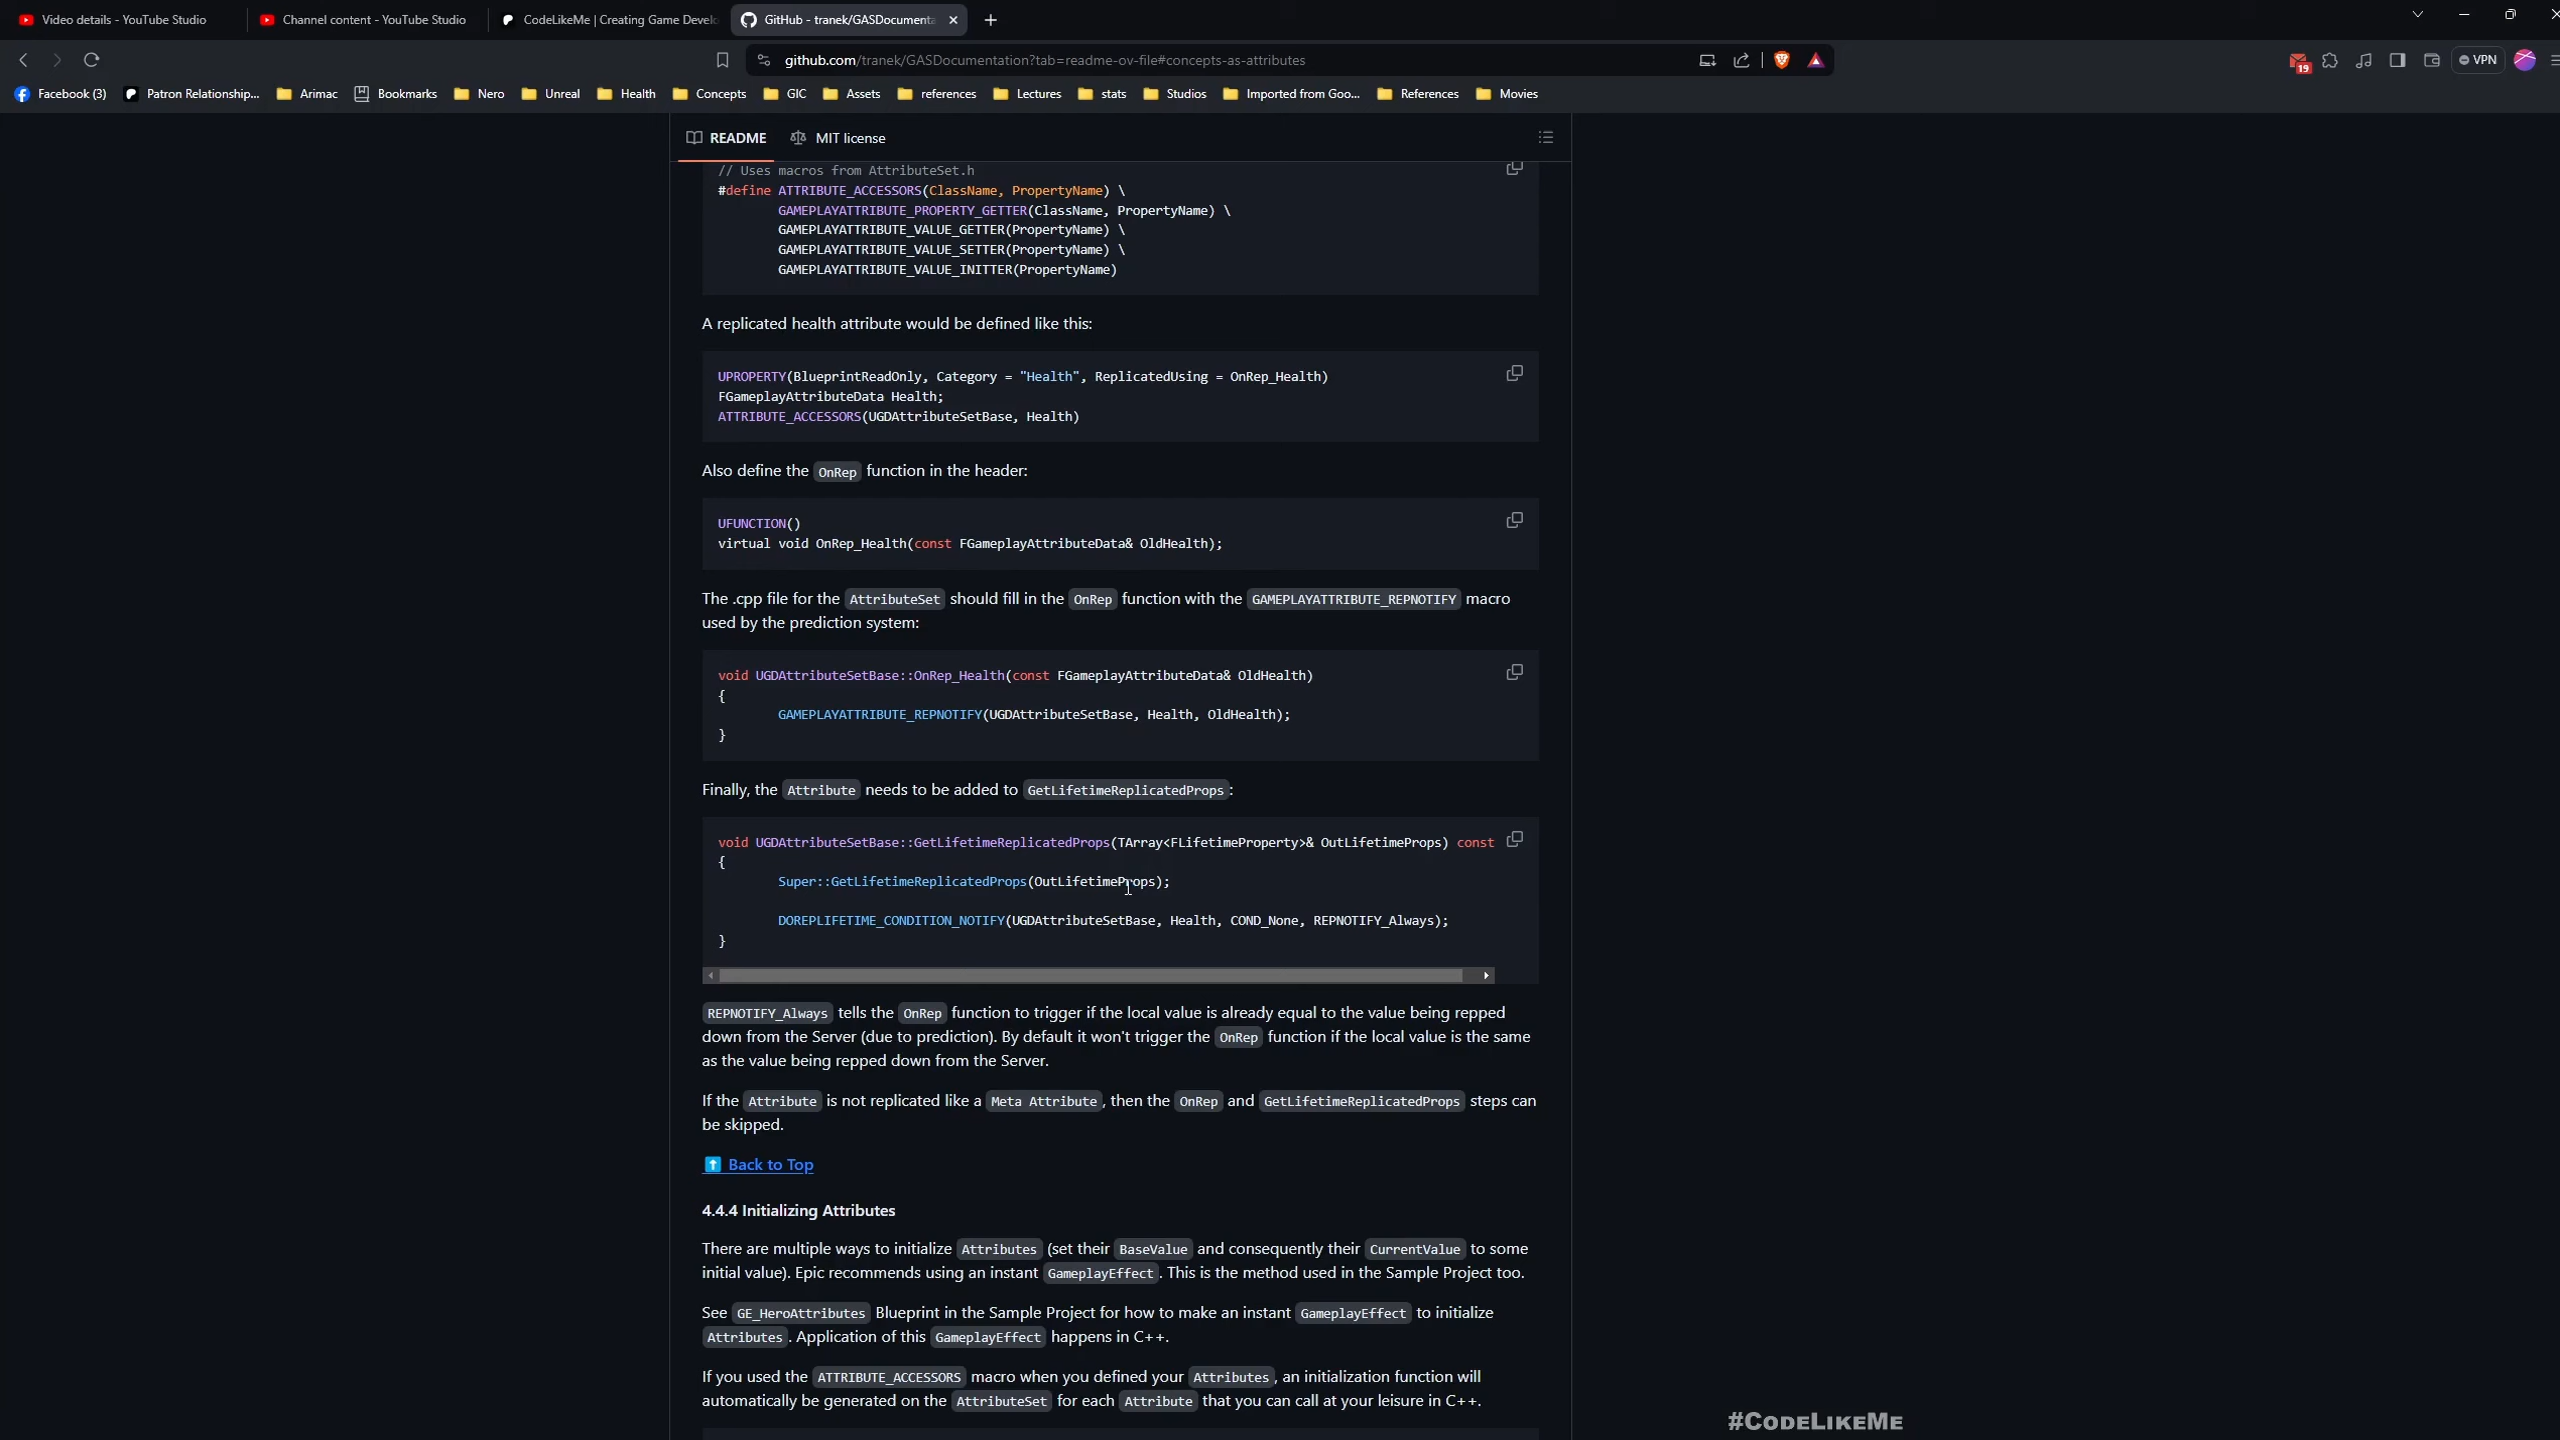 Video details - YouTube Studio
Channel content - YouTube Studio
CodeLikeMe | Creating Game Develo
GitHub - tranek/GASDocumenta
github.com/tranek/GASDocumentation?tab=readme-ov-file#concepts-as-attributes
19
VPN
Facebook (3)
Patron Relationship...
Arimac
Bookmarks
Nero
Unreal
Health
Concepts
GIC
Assets
references
Lectures
stats
Studios
Imported from Goo...
References
Movies
README
MIT license
// Uses macros from AttributeSet.h
#define ATTRIBUTE_ACCESSORS(ClassName, PropertyName) \
GAMEPLAYATTRIBUTE_PROPERTY_GETTER(ClassName, PropertyName) \
GAMEPLAYATTRIBUTE_VALUE_GETTER(PropertyName) \
GAMEPLAYATTRIBUTE_VALUE_SETTER(PropertyName) \
GAMEPLAYATTRIBUTE_VALUE_INITTER(PropertyName)
A replicated health attribute would be defined like this:
UPROPERTY(BlueprintReadOnly, Category = "Health", ReplicatedUsing = OnRep_Health)
FGameplayAttributeData Health;
ATTRIBUTE_ACCESSORS(UGDAttributeSetBase, Health)
Also define the OnRep function in the header:
UFUNCTION()
virtual void OnRep_Health(const FGameplayAttributeData& OldHealth);
The .cpp file for the AttributeSet should fill in the OnRep function with the GAMEPLAYATTRIBUTE_REPNOTIFY macro
used by the prediction system:
void UGDAttributeSetBase::OnRep_Health(const FGameplayAttributeData& OldHealth)
{
GAMEPLAYATTRIBUTE_REPNOTIFY(UGDAttributeSetBase, Health, OldHealth);
}
Finally, the Attribute needs to be added to GetLifetimeReplicatedProps:
void UGDAttributeSetBase::GetLifetimeReplicatedProps(TArray<FLifetimeProperty>& OutLifetimeProps) const
{
Super::GetLifetimeReplicatedProps(OutLifetimeProps);
DOREPLIFETIME_CONDITION_NOTIFY(UGDAttributeSetBase, Health, COND_None, REPNOTIFY_Always);
}
REPNOTIFY_Always tells the OnRep function to trigger if the local value is already equal to the value being repped
down from the Server (due to prediction). By default it won't trigger the OnRep function if the local value is the same
as the value being repped down from the Server.
If the Attribute is not replicated like a Meta Attribute, then the OnRep and GetLifetimeReplicatedProps steps can
be skipped.
Back to Top
4.4.4 Initializing Attributes
There are multiple ways to initialize Attributes (set their BaseValue and consequently their CurrentValue to some
initial value). Epic recommends using an instant GameplayEffect. This is the method used in the Sample Project too.
See GE_HeroAttributes Blueprint in the Sample Project for how to make an instant GameplayEffect to initialize
Attributes. Application of this GameplayEffect happens in C++.
If you used the ATTRIBUTE_ACCESSORS macro when you defined your Attributes, an initialization function will
automatically be generated on the AttributeSet for each Attribute that you can call at your leisure in C++.
#CodeLikeMe